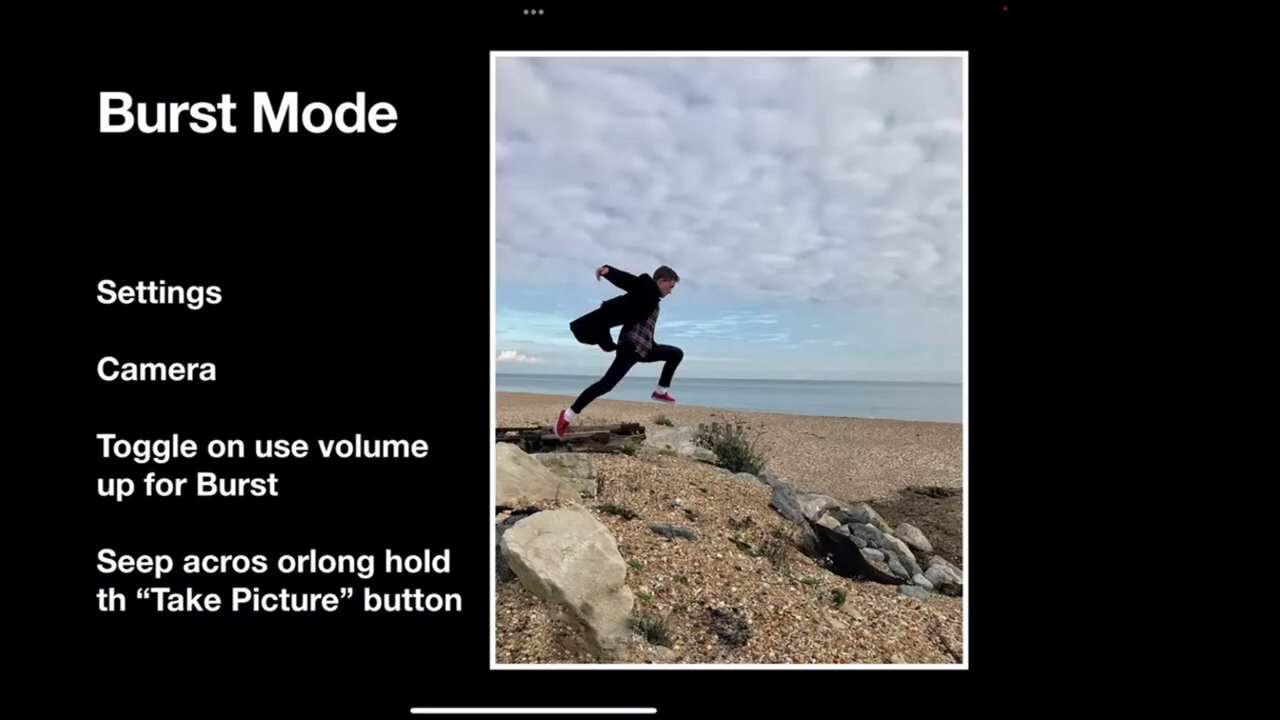 Burst Mode
Settings
Camera
Toggle on use volume
up for Burst
Seep acros orlong hold
th “Take Picture” button